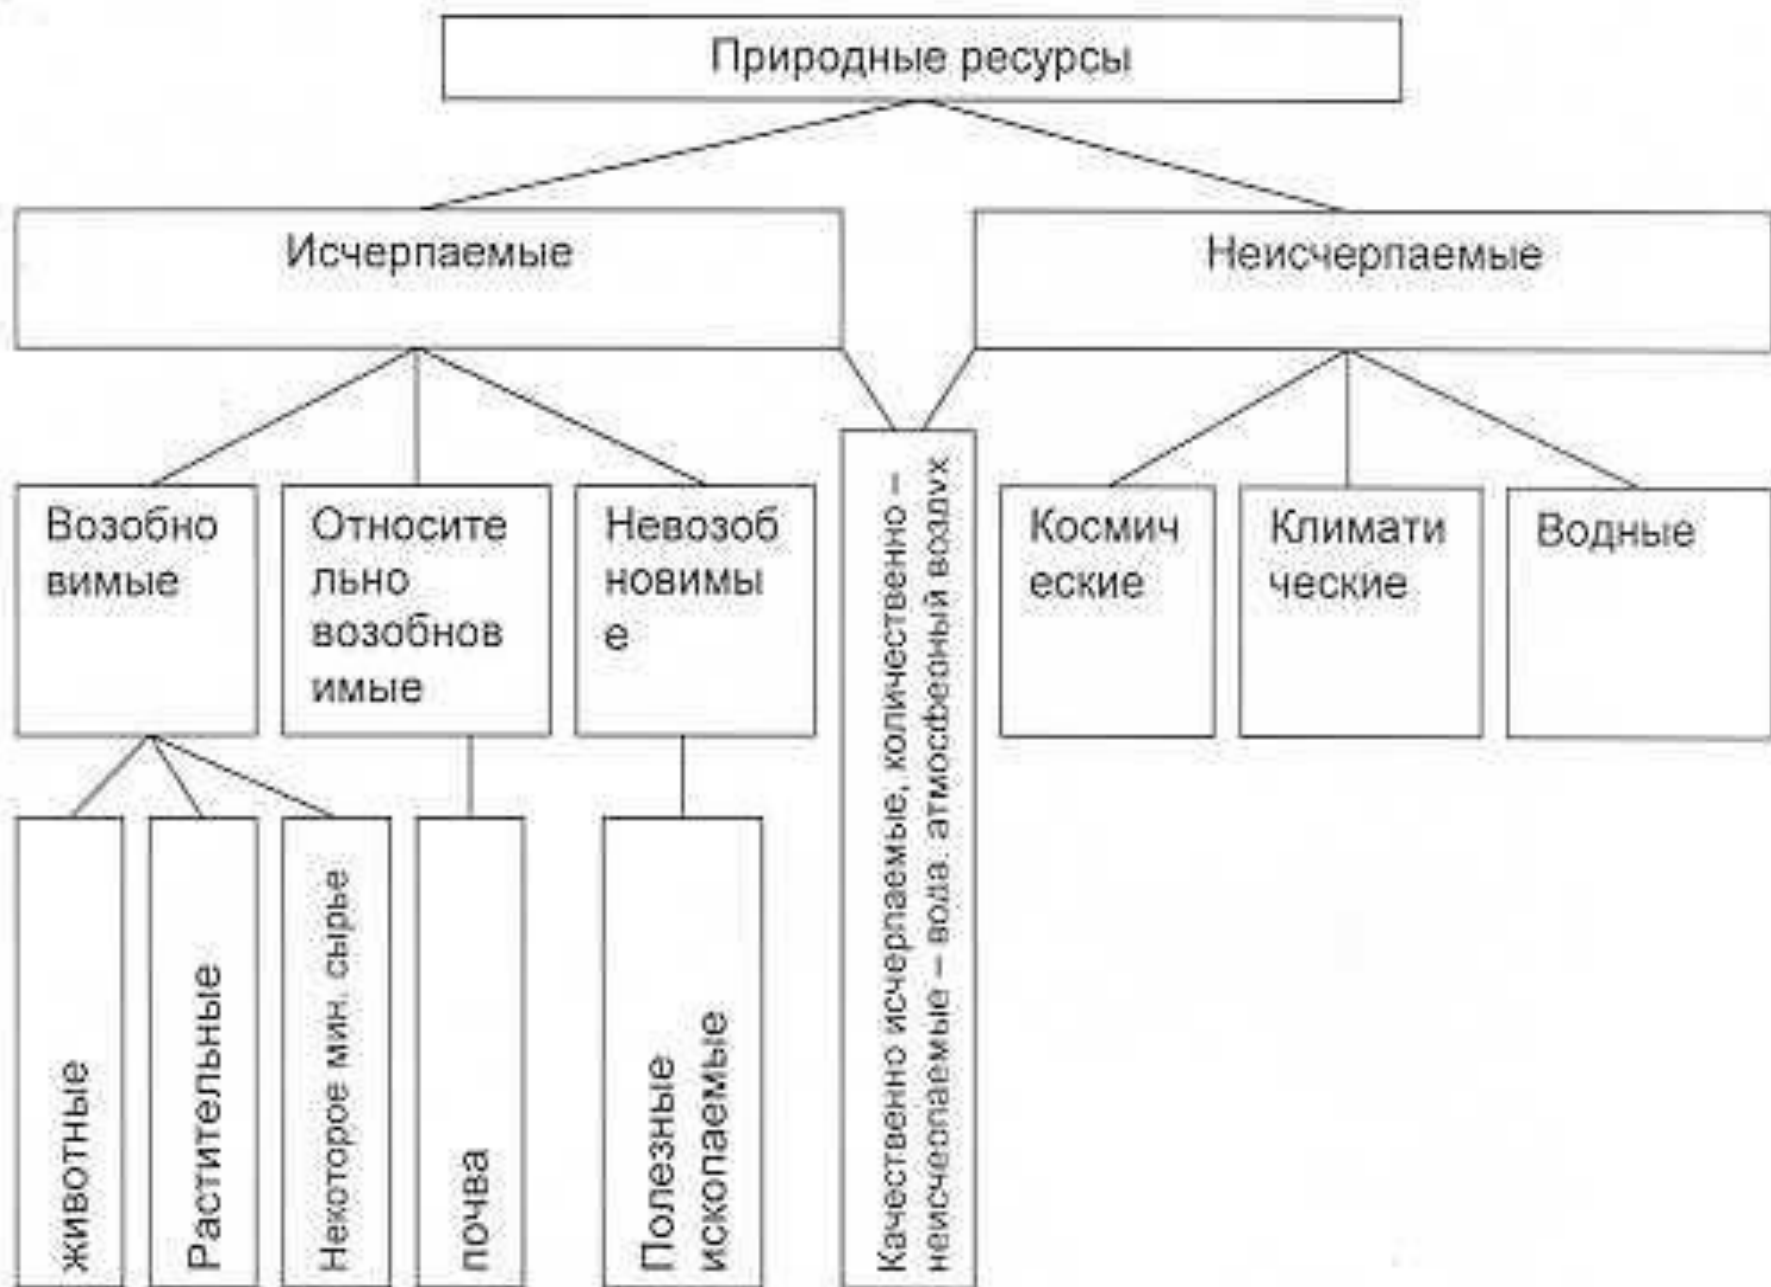 Природные ресурсы
Исчерпаемые
Неисчерпаемые
Возобно
вимые
Относите
льно
возобнов
имые
Невозоб
новимы
е
Качественно исчерпаемые, количественно –
неисчерпаемые – вода, атмосферный воздух
Космич
еские
Климати
ческие
Водные
животные
Растительные
Некоторое мин. сырье
почва
Полезные
ископаемые